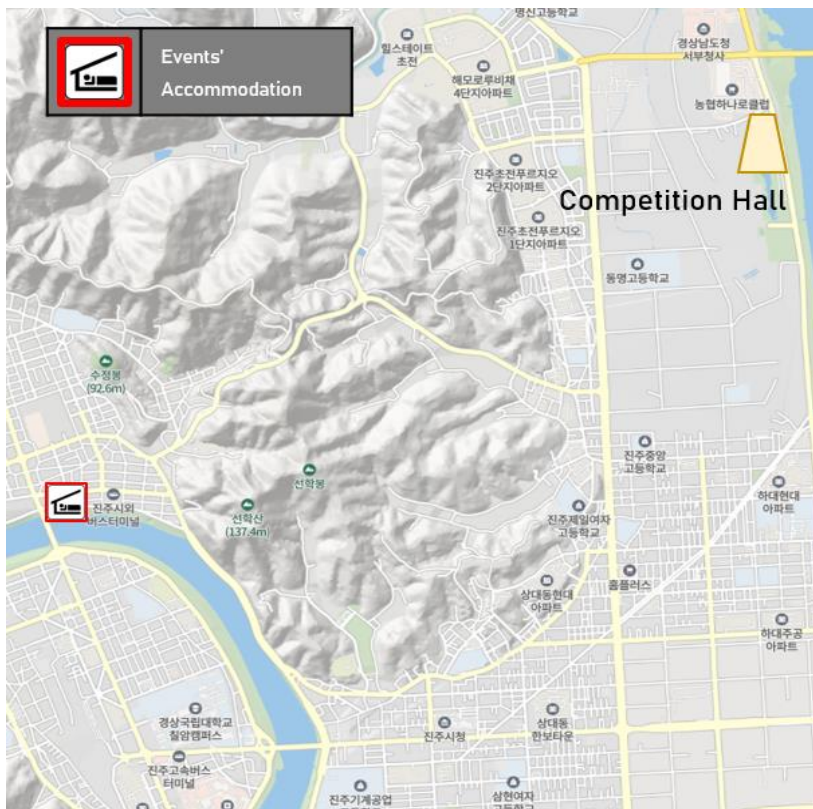 Events'
Accommodation
명신고등학교
힐스테이트
초전
해모로루비채
4단지아파트
경상남도청
서부청사
농협하나로클럽
진주초전푸르지오
2단지아파트
Competition Hall
진주초전푸르지오
1단지아파트
동명고등학교
수정봉
(92.6m)
진주중앙
고등학교
선학봉
하대현대
아파트
진주시외
버스터미널
선학산
(137.4m)
진주제일여자
고등학교
상대동현대
아파트
홈플러스
하대주공
아파트
경상국립대학교
칠암캠퍼스
진주시청
상대동
한보타운
진주고속버스
터미널
진주기계공업
삼현여자
고등학교